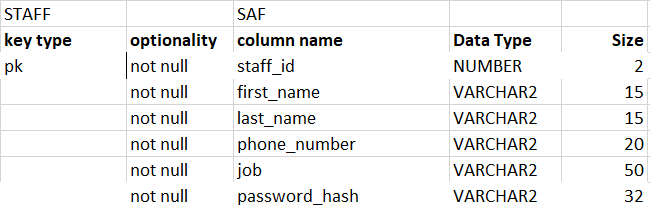 STAFF SAF
key type optionality column name Data Type Size
pk not null staff_id NUMBER 2
not null first_name VARCHAR2 15
not null last_name VARCHAR2 15
not null phone_number VARCHAR2 20
not null job VARCHAR2 50
not null password_hash VARCHAR2 32